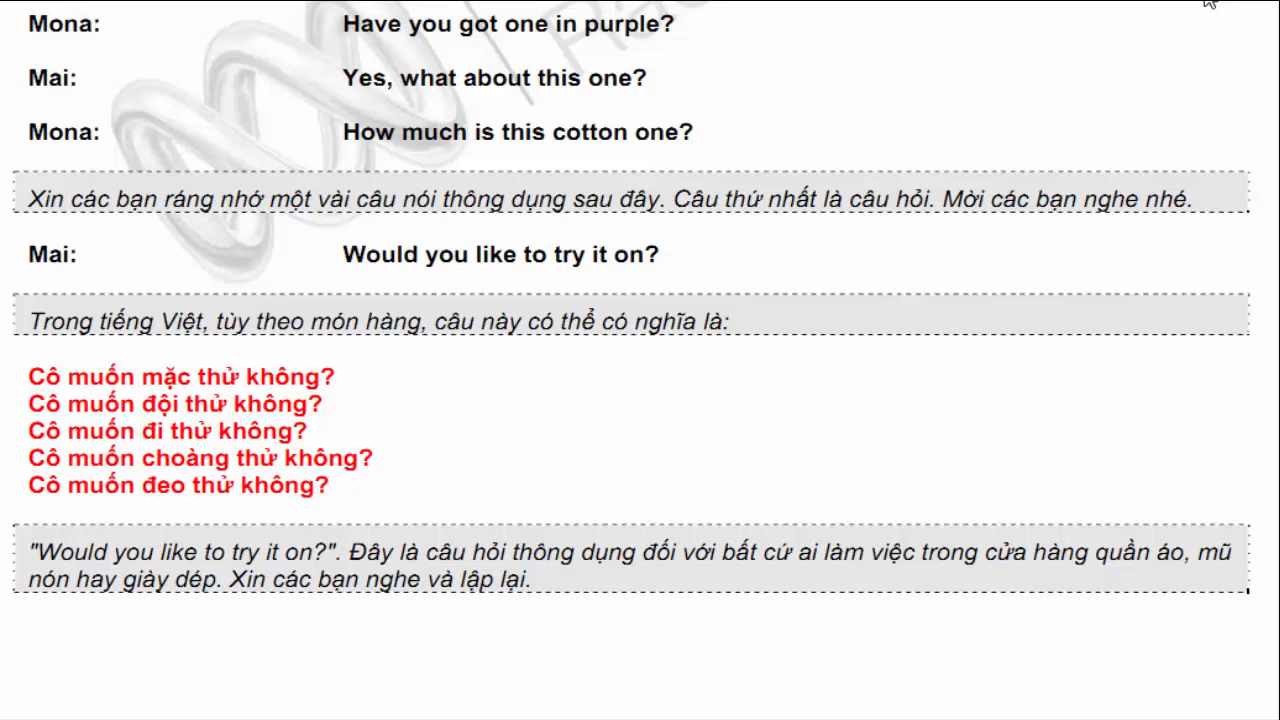 Mona: Have you got one in purple?
Mai: Yes, what about this one?
Mona: How much is this cotton one?
Xin các bạn ráng nhớ một vài câu nói thông dụng sau đây. Câu thứ nhất là câu hỏi. Mời các bạn nghe nhé.
Mai: Would you like to try it on?
Trong tiếng Việt, tùy theo món hàng, câu này có thể có nghĩa là:
Cô muốn mặc thử không?
Cô muốn đội thử không?
Cô muốn đi thử không?
Cô muốn choàng thử không?
Cô muốn đeo thử không?
"Would you like to try it on?". Đây là câu hỏi thông dụng đối với bất cứ ai làm việc trong cửa hàng quần áo, mũ
nón hay giày dép. Xin các bạn nghe và lập lại.